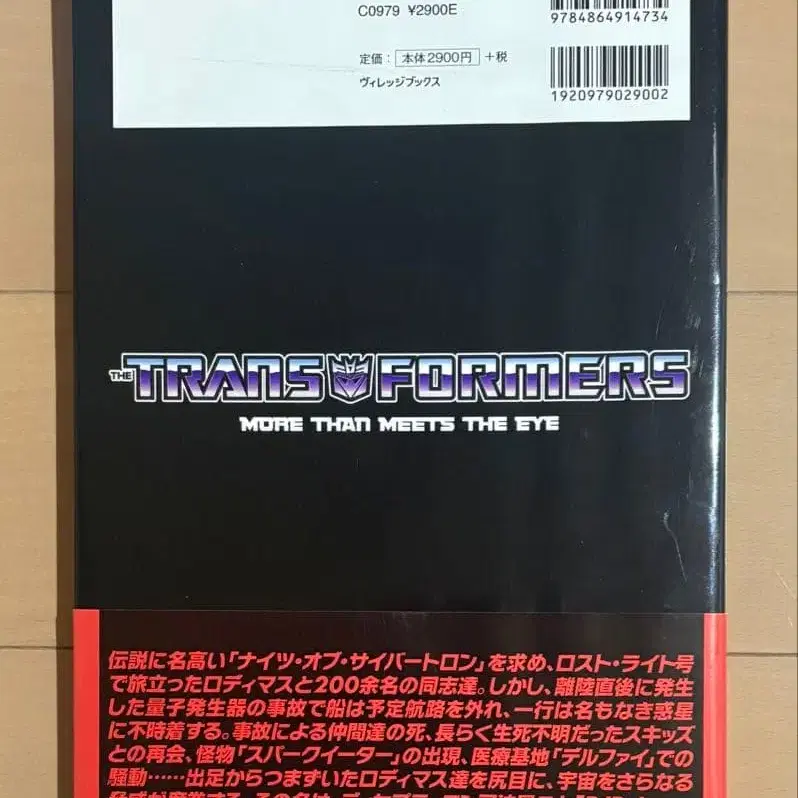 C0979 ¥2900E
9784864914734
定価： 本体2900円 +税
ヴィレッジブックス
1920979029002
THE TRANSFORMERS
MORE THAN MEETS THE EYE
伝説に名高い「ナイツ・オブ・サイバートロン」を求め、ロスト・ライト号
で旅立ったロディマスと200余名の同志達。しかし、離陸直後に発生
した量子発生器の事故で船は予定航路を外れ、一行は名もなき惑星
に不時着する。事故による仲間達の死、長らく生死不明だったスキッズ
との再会、怪物「スパークイーター」の出現、医療基地「デルファイ」での
騒動……出足からつまずいたロディマス達を尻目に、宇宙をさらなる